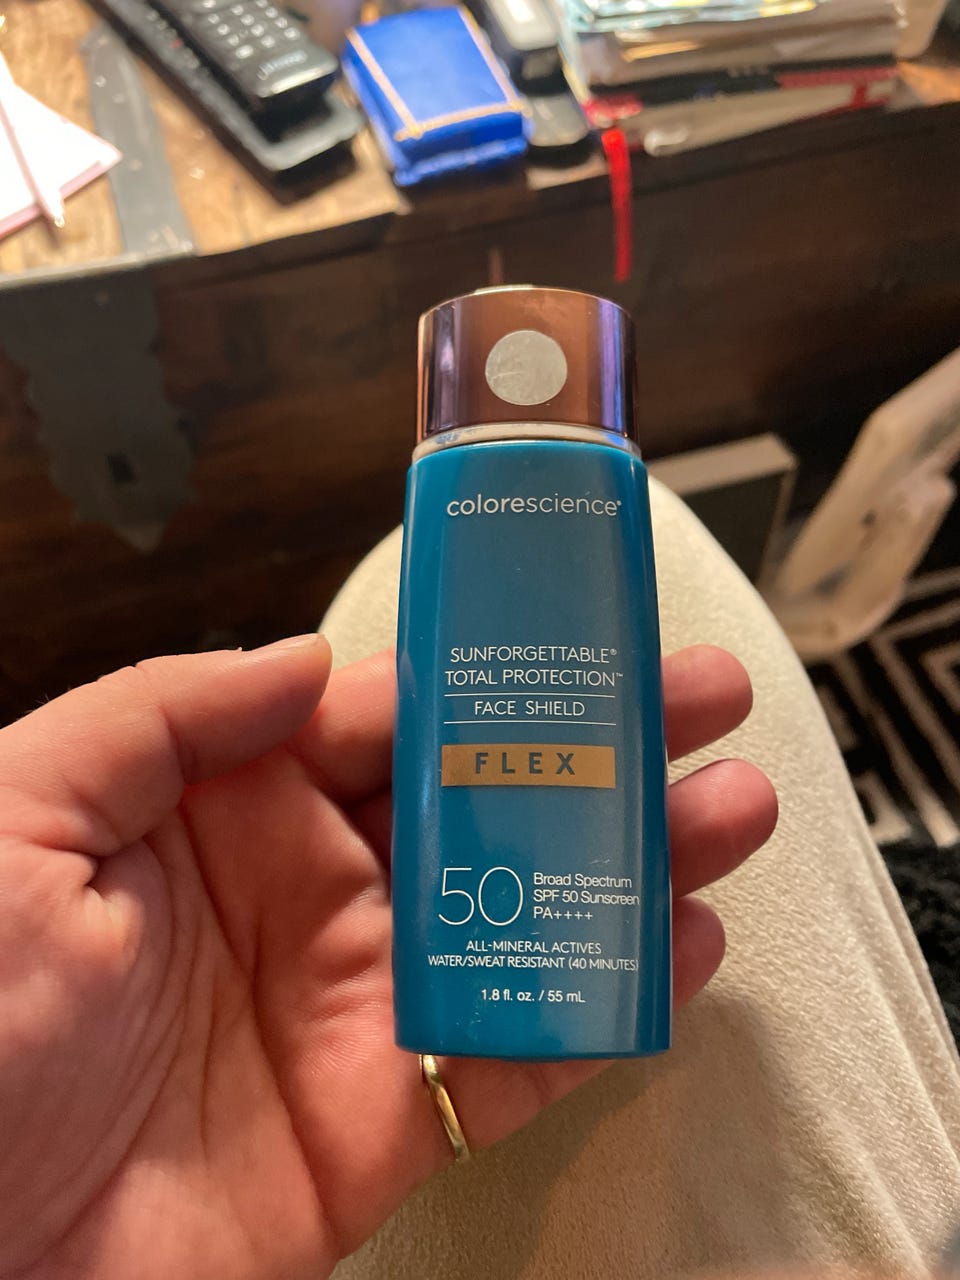 colorescience®
SUNFORGETTABLE®
TOTAL PROTECTION™
FACE SHIELD
FLEX
50
Broad Spectrum
SPF 50 Sunscreen
PA++++
ALL-MINERAL ACTIVES
WATER/SWEAT RESISTANT (40 MINUTES)
1.8 fl. oz. / 55 mL